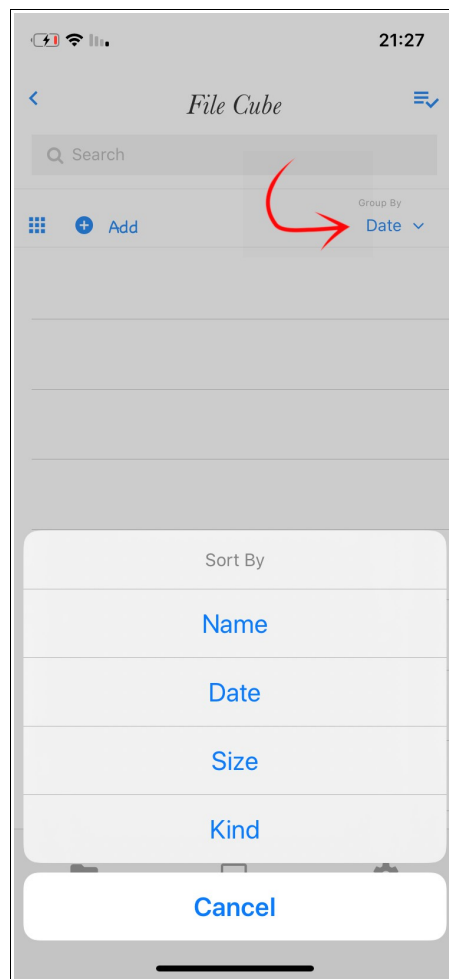 21:27
File Cube
Search
Group By
Add
Date
Sort By
Name
Date
Size
Kind
Cancel